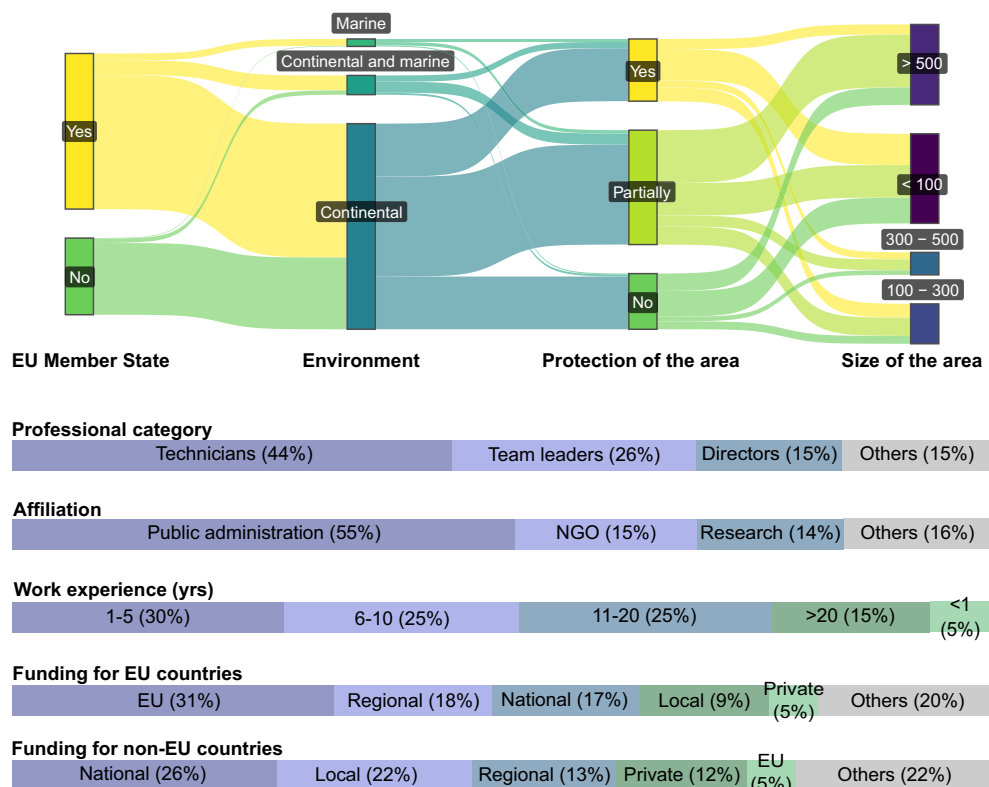 Marine
Continental and marine
> 500
Yes
Yes
< 100
Partially
Continental
300 − 500
No
100 − 300
No
EU Member State
Environment
Protection of the area
Size of the area
Professional category
Technicians (44%)
Team leaders (26%)
Directors (15%)
Others (15%)
Affiliation
Public administration (55%)
NGO (15%)
Research (14%)
Others (16%)
Work experience (yrs)
1-5 (30%)
6-10 (25%)
11-20 (25%)
>20 (15%)
<1
(5%)
Funding for EU countries
EU (31%)
Regional (18%)
National (17%)
Local (9%)
Private
(5%)
Others (20%)
Funding for non-EU countries
National (26%)
Local (22%)
Regional (13%)
Private (12%)
EU
(5%)
Others (22%)